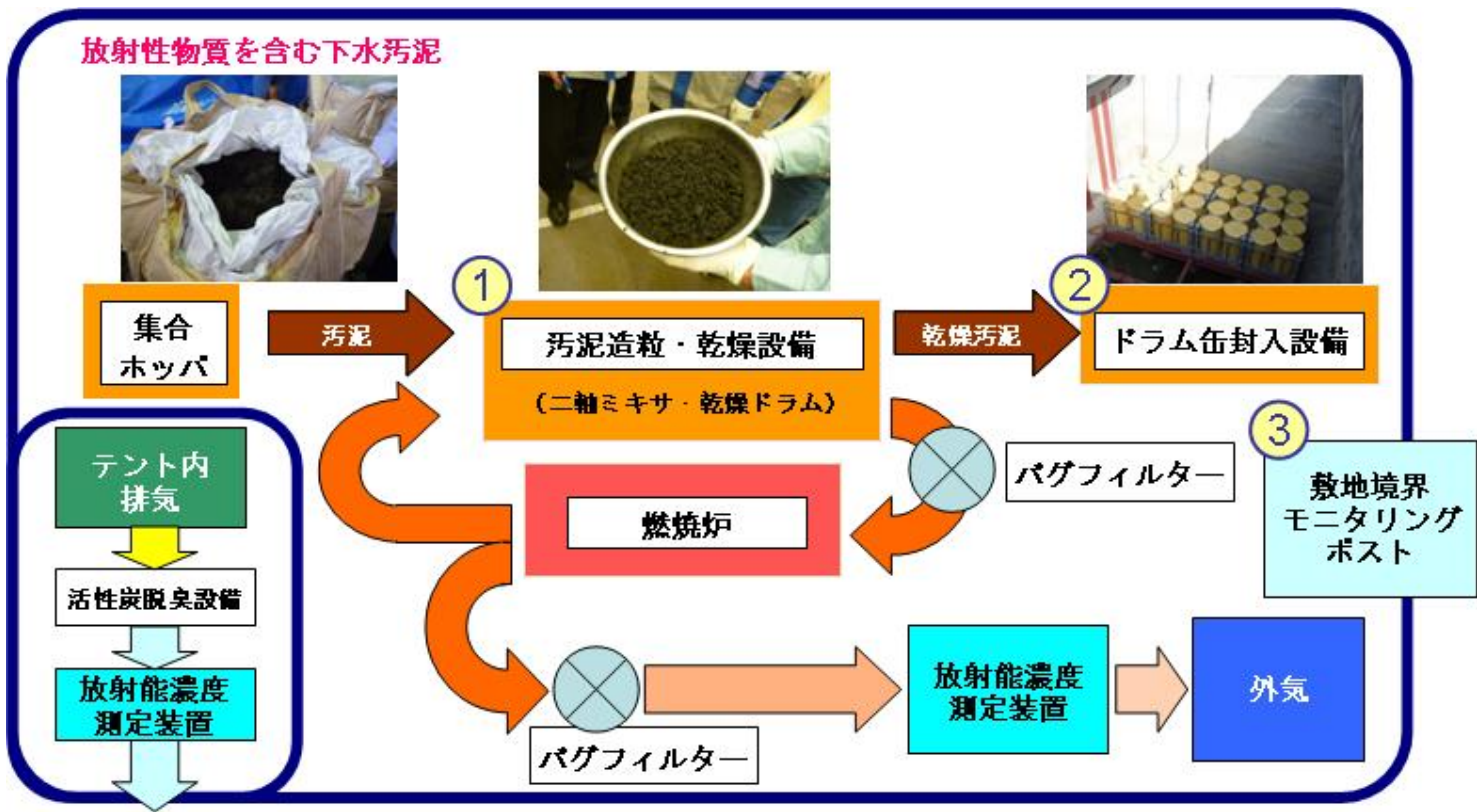 放射性物質を含む下水汚泥
集合
ホッパ
汚泥
①
汚泥造粒・乾燥設備
（二軸ミキサ・乾燥ドラム）
乾燥汚泥
②
ドラム缶封入設備
テント内
排気
活性炭脱臭設備
放射能濃度
測定装置
燃焼炉
バグフィルター
③
敷地境界
モニタリング
ポスト
バグフィルター
放射能濃度
測定装置
外気